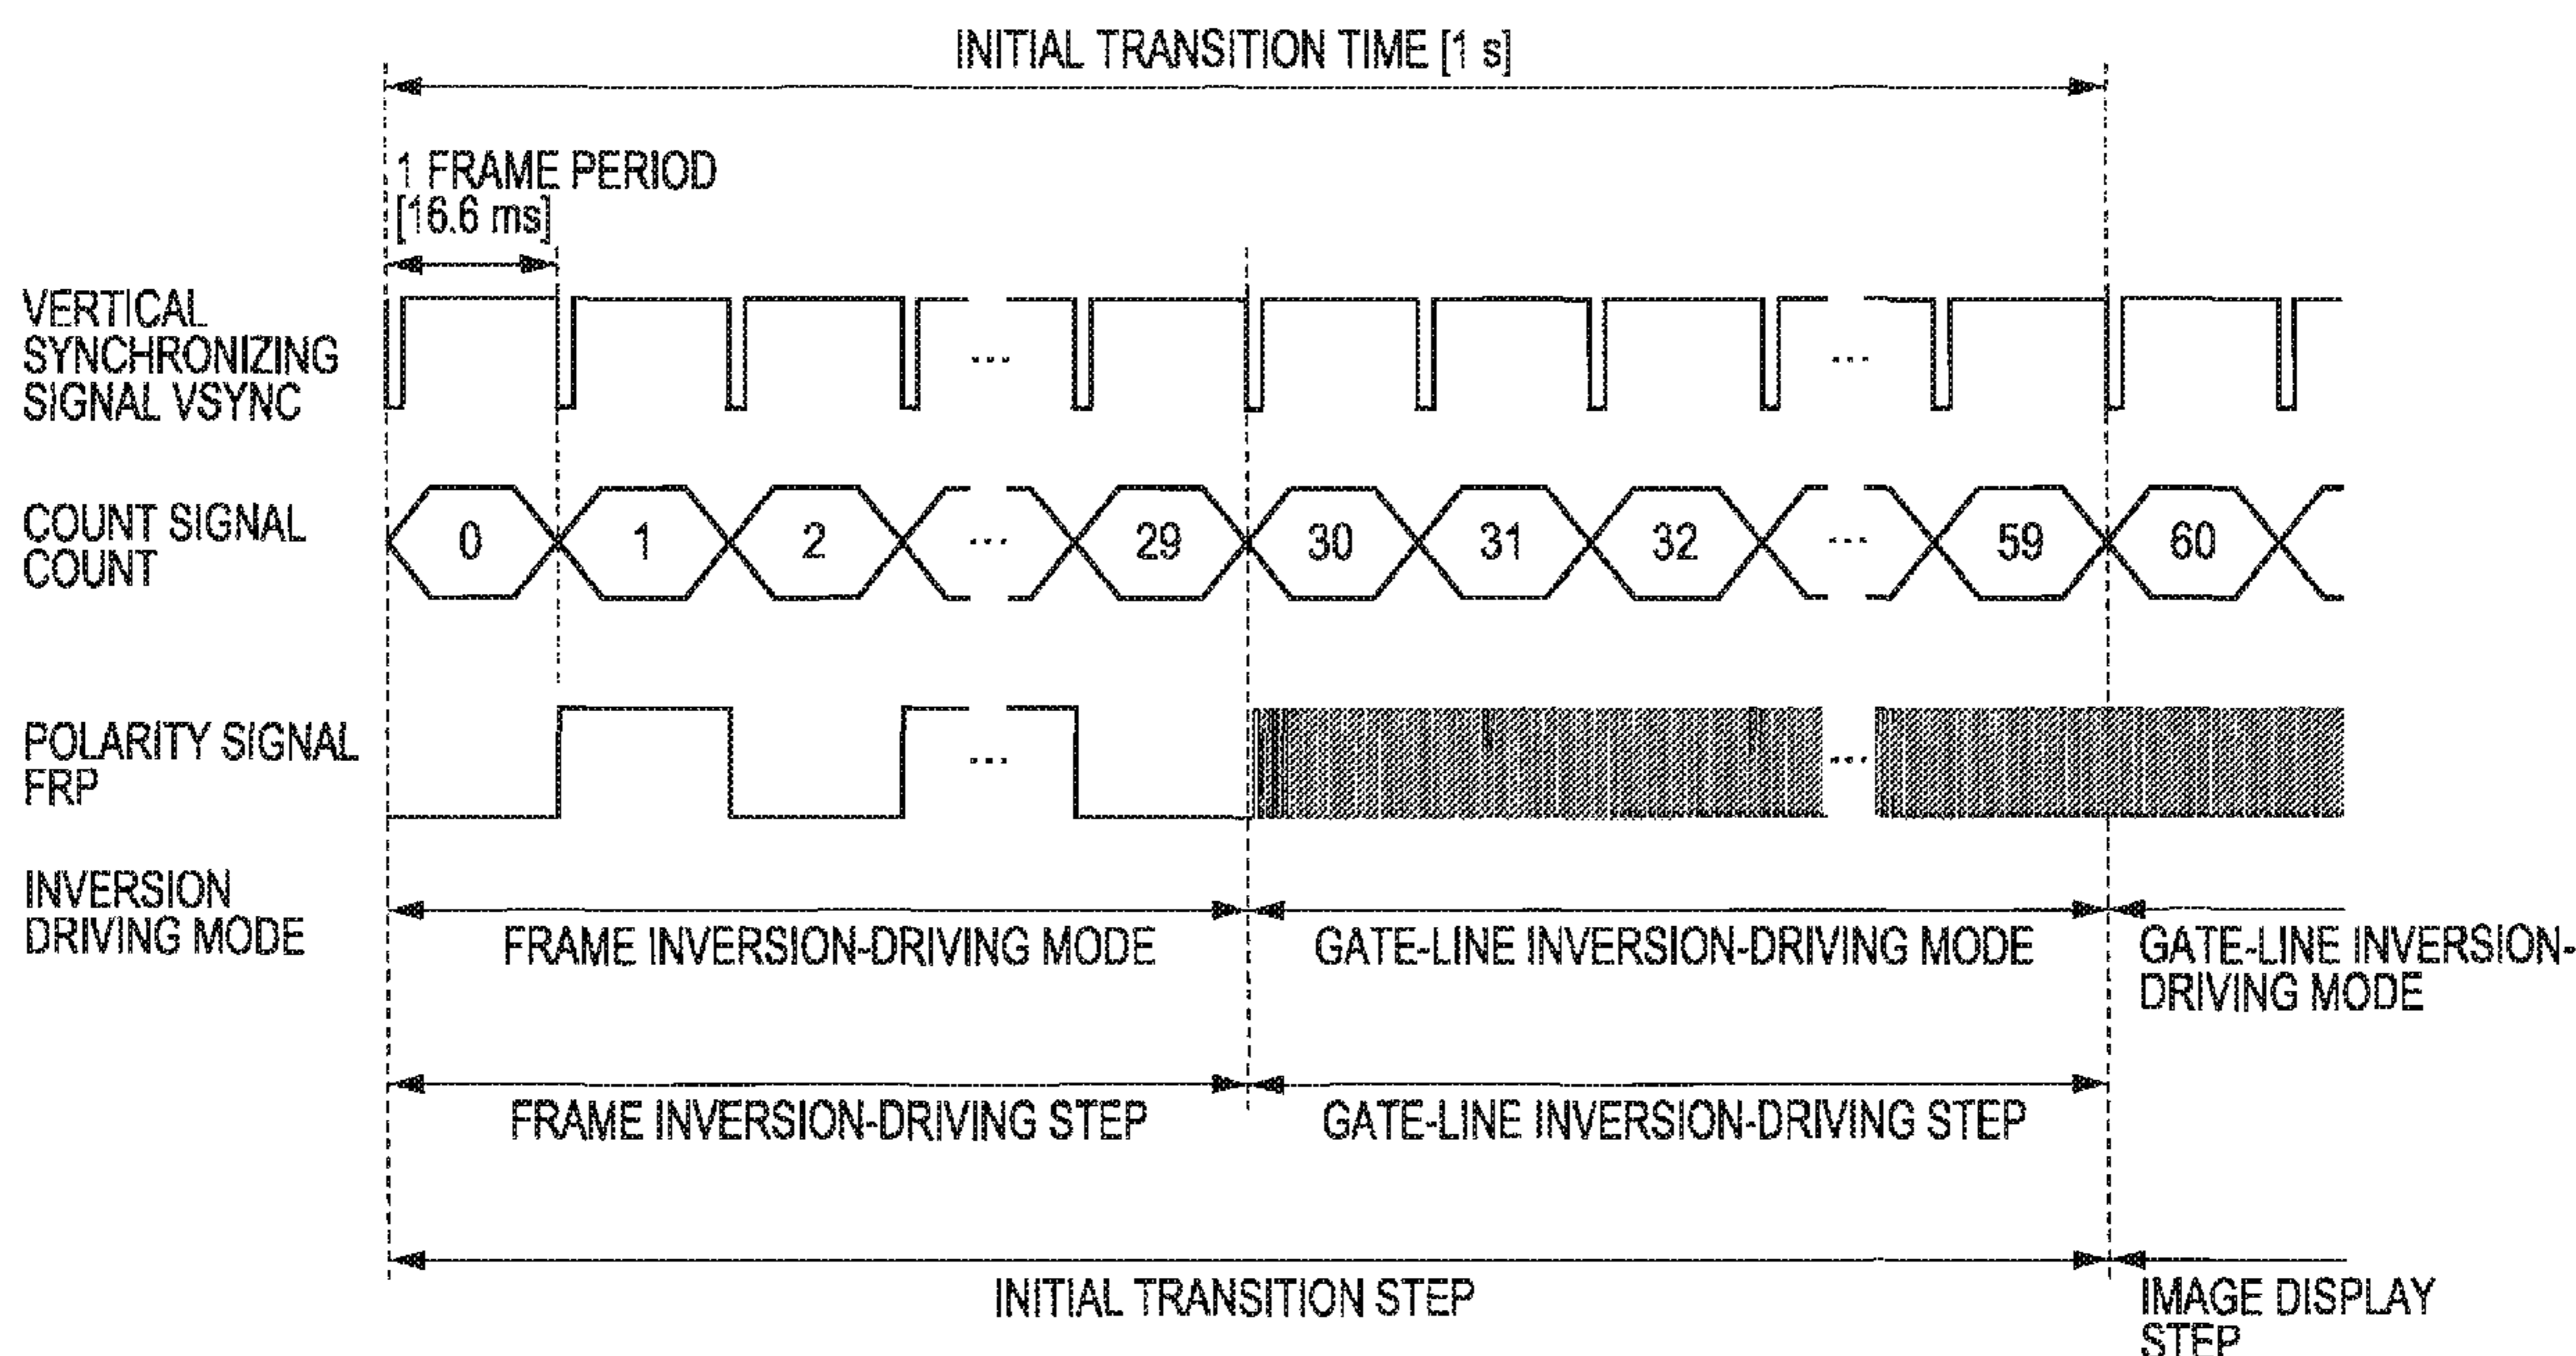 INITIAL TRANSITION TIME [1 s]
1 FRAME PERIOD
[16.6 ms]
VERTICAL
SYNCHRONIZING
SIGNAL VSYNC
...
...
COUNT SIGNAL
COUNT
0
1
2
...
29
30
31
32
...
59
60
POLARITY SIGNAL
FRP
...
...
INVERSION
DRIVING MODE
FRAME INVERSION-DRIVING MODE
GATE-LINE INVERSION-DRIVING MODE
GATE-LINE INVERSION-
DRIVING MODE
FRAME INVERSION-DRIVING STEP
GATE-LINE INVERSION-DRIVING STEP
INITIAL TRANSITION STEP
IMAGE DISPLAY
STEP